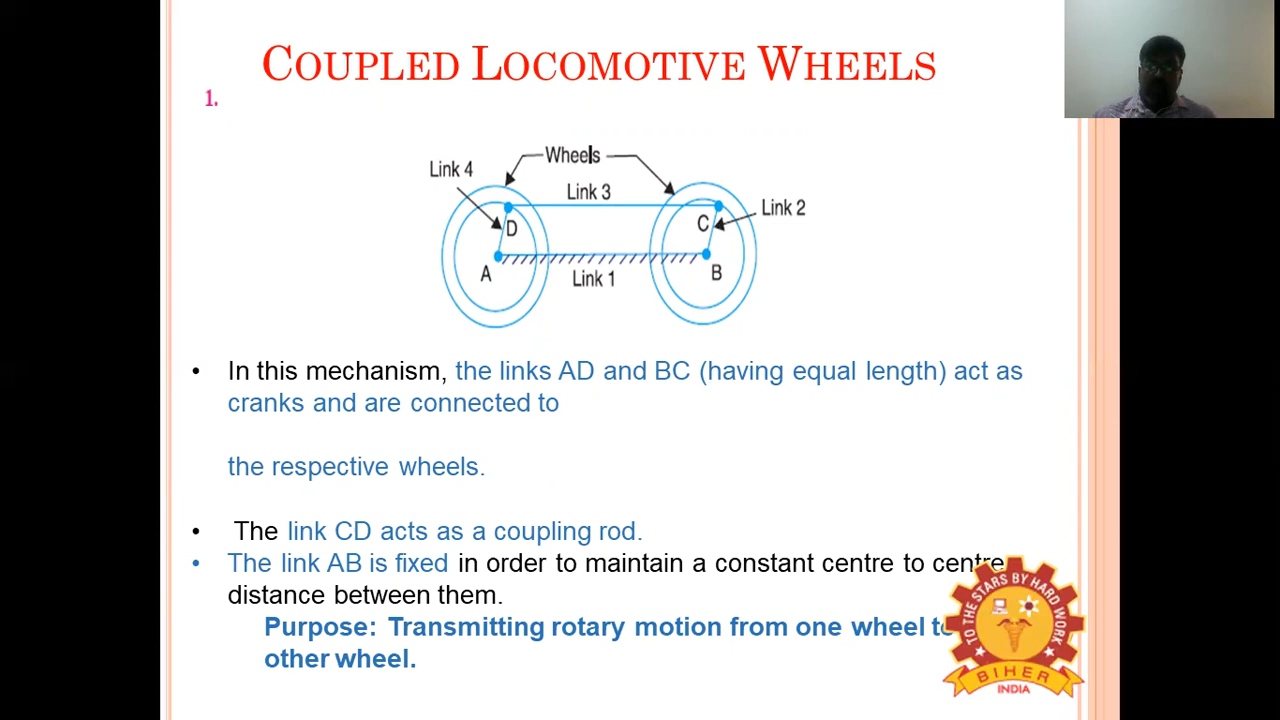 COUPLED LOCOMOTIVE WHEELS
1.
Wheels
Link 4
Link 3
Link 2
D
C
A
Link 1
B
• In this mechanism, the links AD and BC (having equal length) act as
cranks and are connected to
the respective wheels.
• The link CD acts as a coupling rod.
• The link AB is fixed in order to maintain a constant centre to centre
distance between them.
Purpose: Transmitting rotary motion from one wheel to
other wheel.
TO THE STARS BY HARD WORK
BIHER
INDIA